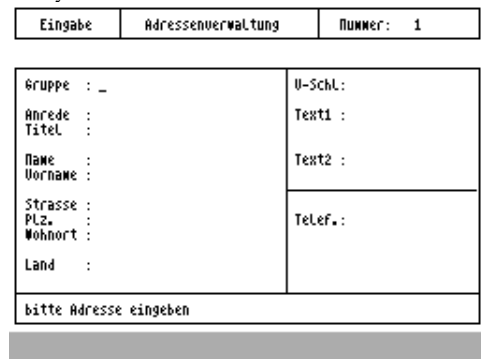 Eingabe Adressenverwaltung Nummer: 1
Gruppe : _
Anrede :
Titel :
Name :
Vorname :
Strasse :
Plz. :
Wohnort :
Land :
V-Schl:
Text1 :
Text2 :
Telef.:
bitte Adresse eingeben